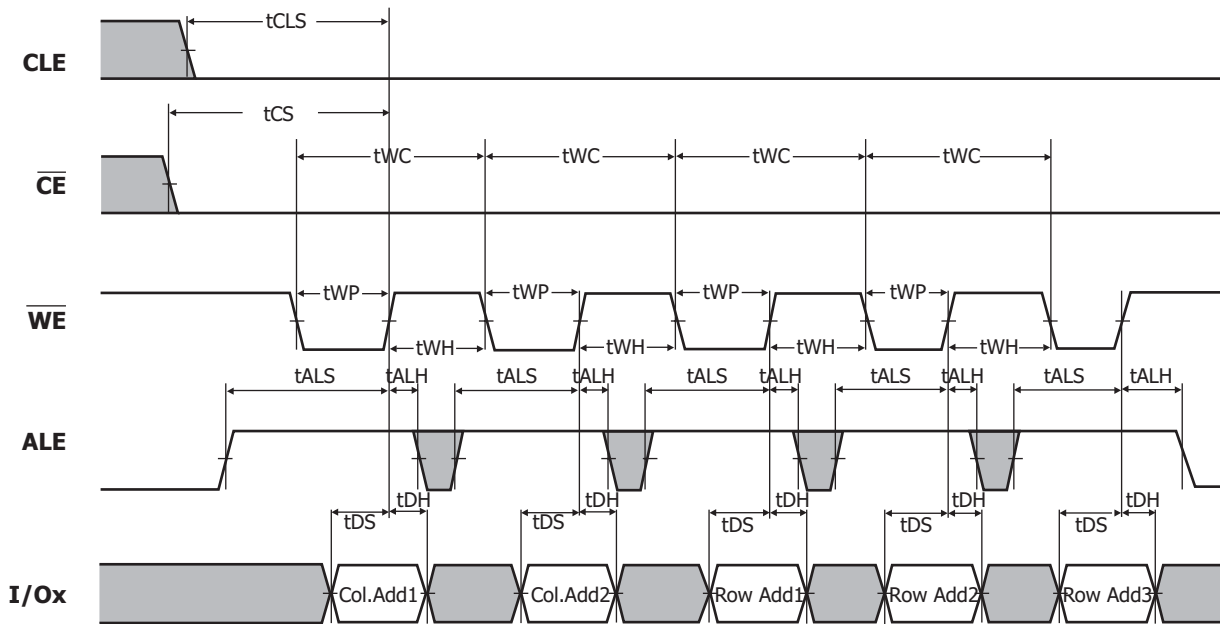 tCLS
CLE
tCS
tWC tWC tWC tWC
CE
tWP tWP tWP tWP
WE
tWH tWH tWH tWH
tALS tALH tALS tALH tALS tALH tALS tALH tALS tALH
ALE
tDH tDH tDH tDH tDH
tDS tDS tDS tDS tDS
I/Ox Col.Add1 Col.Add2 Row Add1 Row Add2 Row Add3